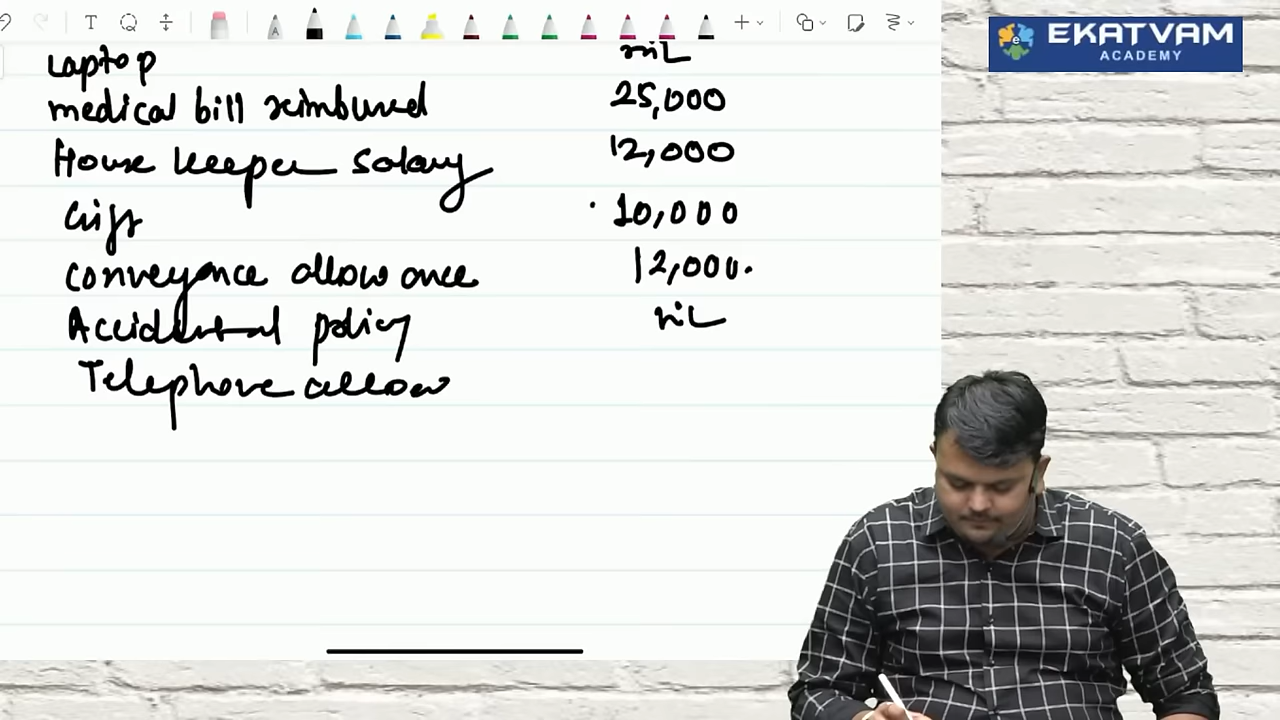 EKATVAM
ACADEMY
Laptop nil
medical bill reimbursed 25,000
House keeper salary 12,000
Gift 10,000
conveyance allowance 12,000.
Accidental policy nil
Telephone allow